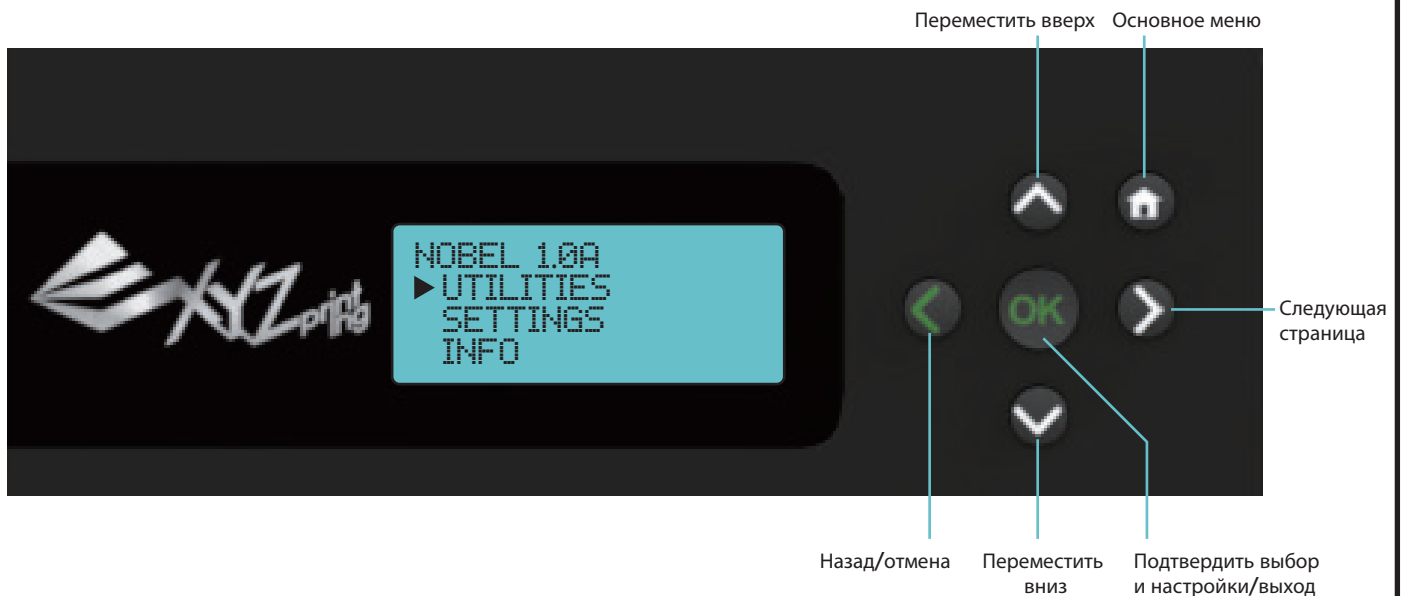 Переместить вверх
Основное меню
XYZprinting
NOBEL 1.0A
UTILITIES
SETTINGS
INFO
OK
Следующая
страница
Назад/отмена
Переместить
вниз
Подтвердить выбор
и настройки/выход